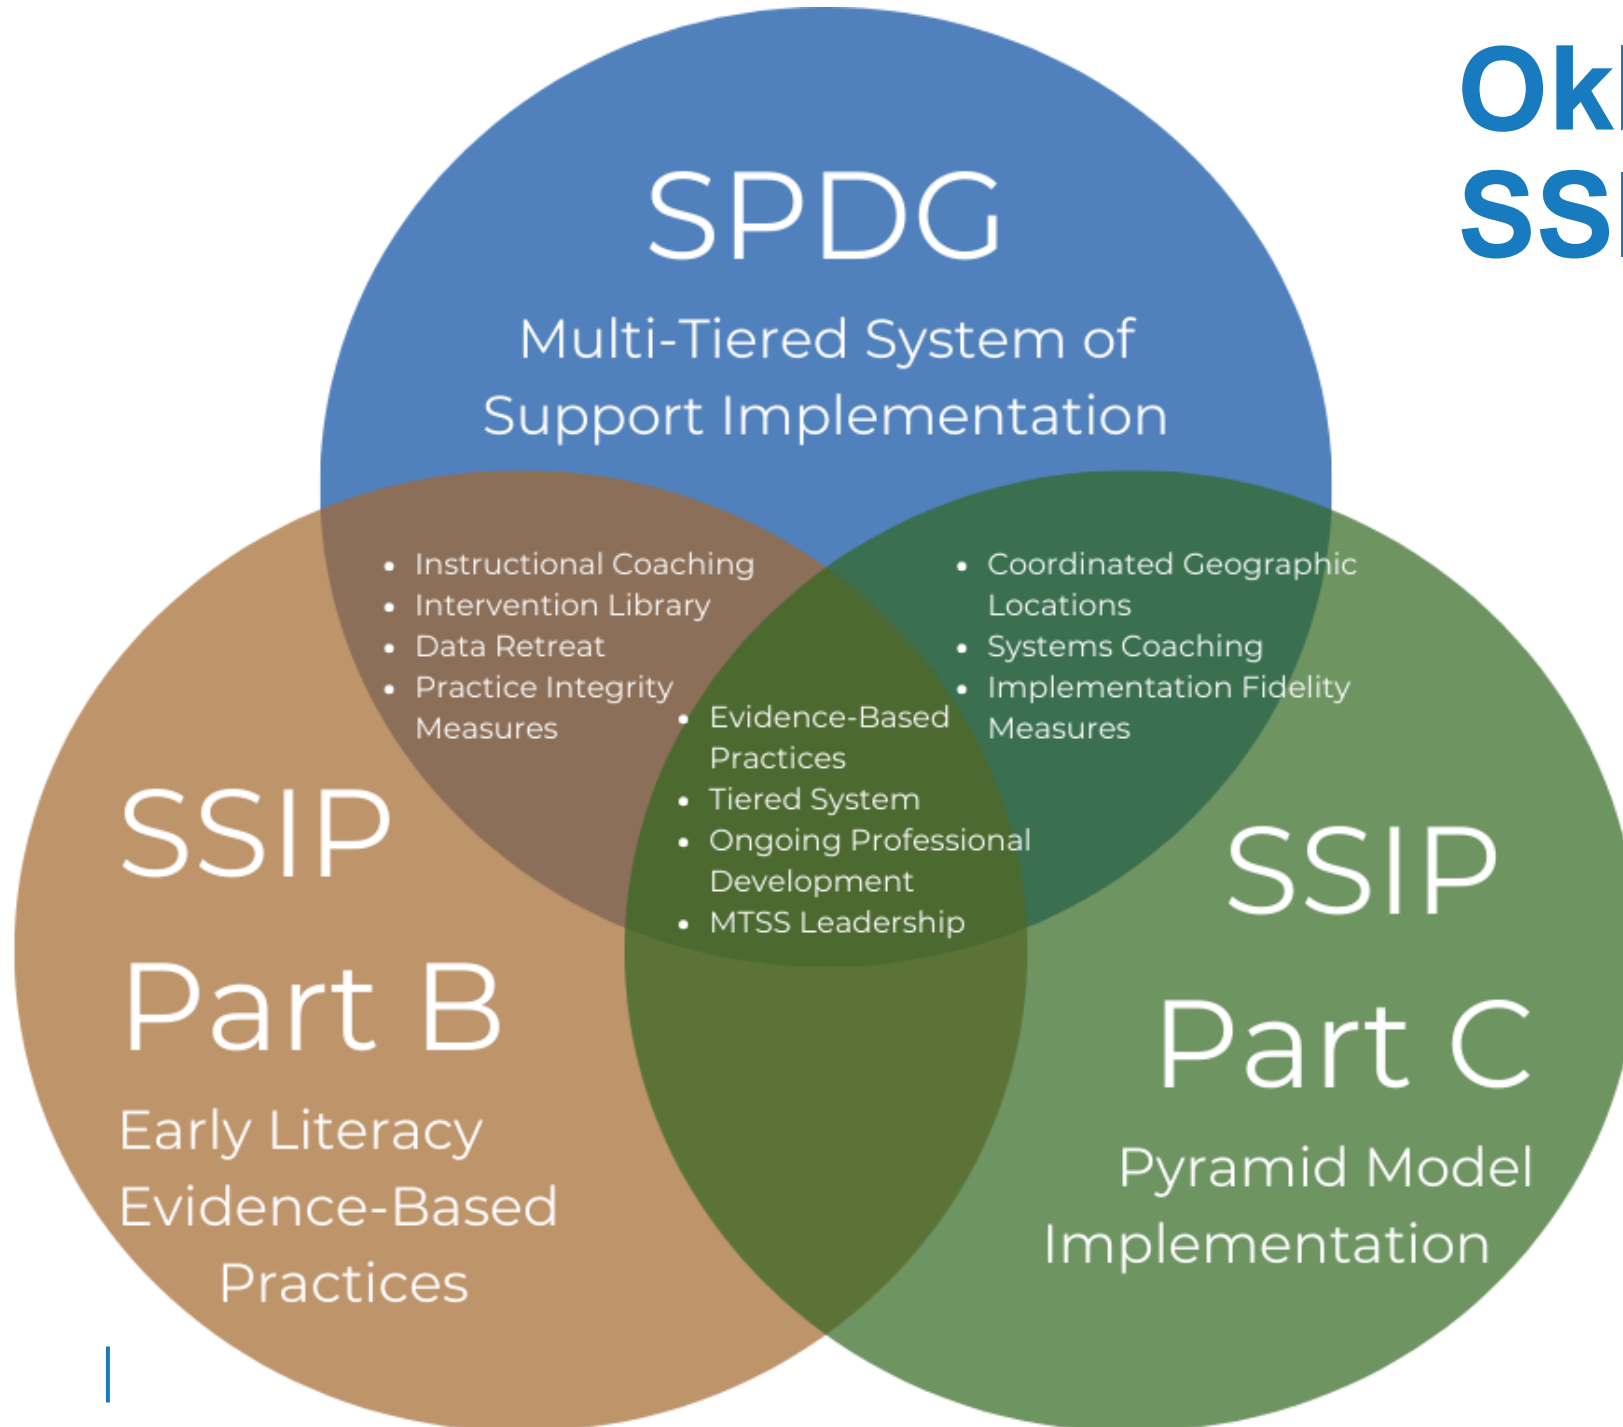 SPDG
Multi-Tiered System of
Support Implementation
• Instructional Coaching
• Intervention Library
• Data Retreat
• Practice Integrity
Measures
• Coordinated Geographic
Locations
• Systems Coaching
• Implementation Fidelity
Measures
• Evidence-Based
Practices
• Tiered System
• Ongoing Professional
Development
• MTSS Leadership
SSIP
Part B
Early Literacy
Evidence-Based
Practices
SSIP
Part C
Pyramid Model
Implementation